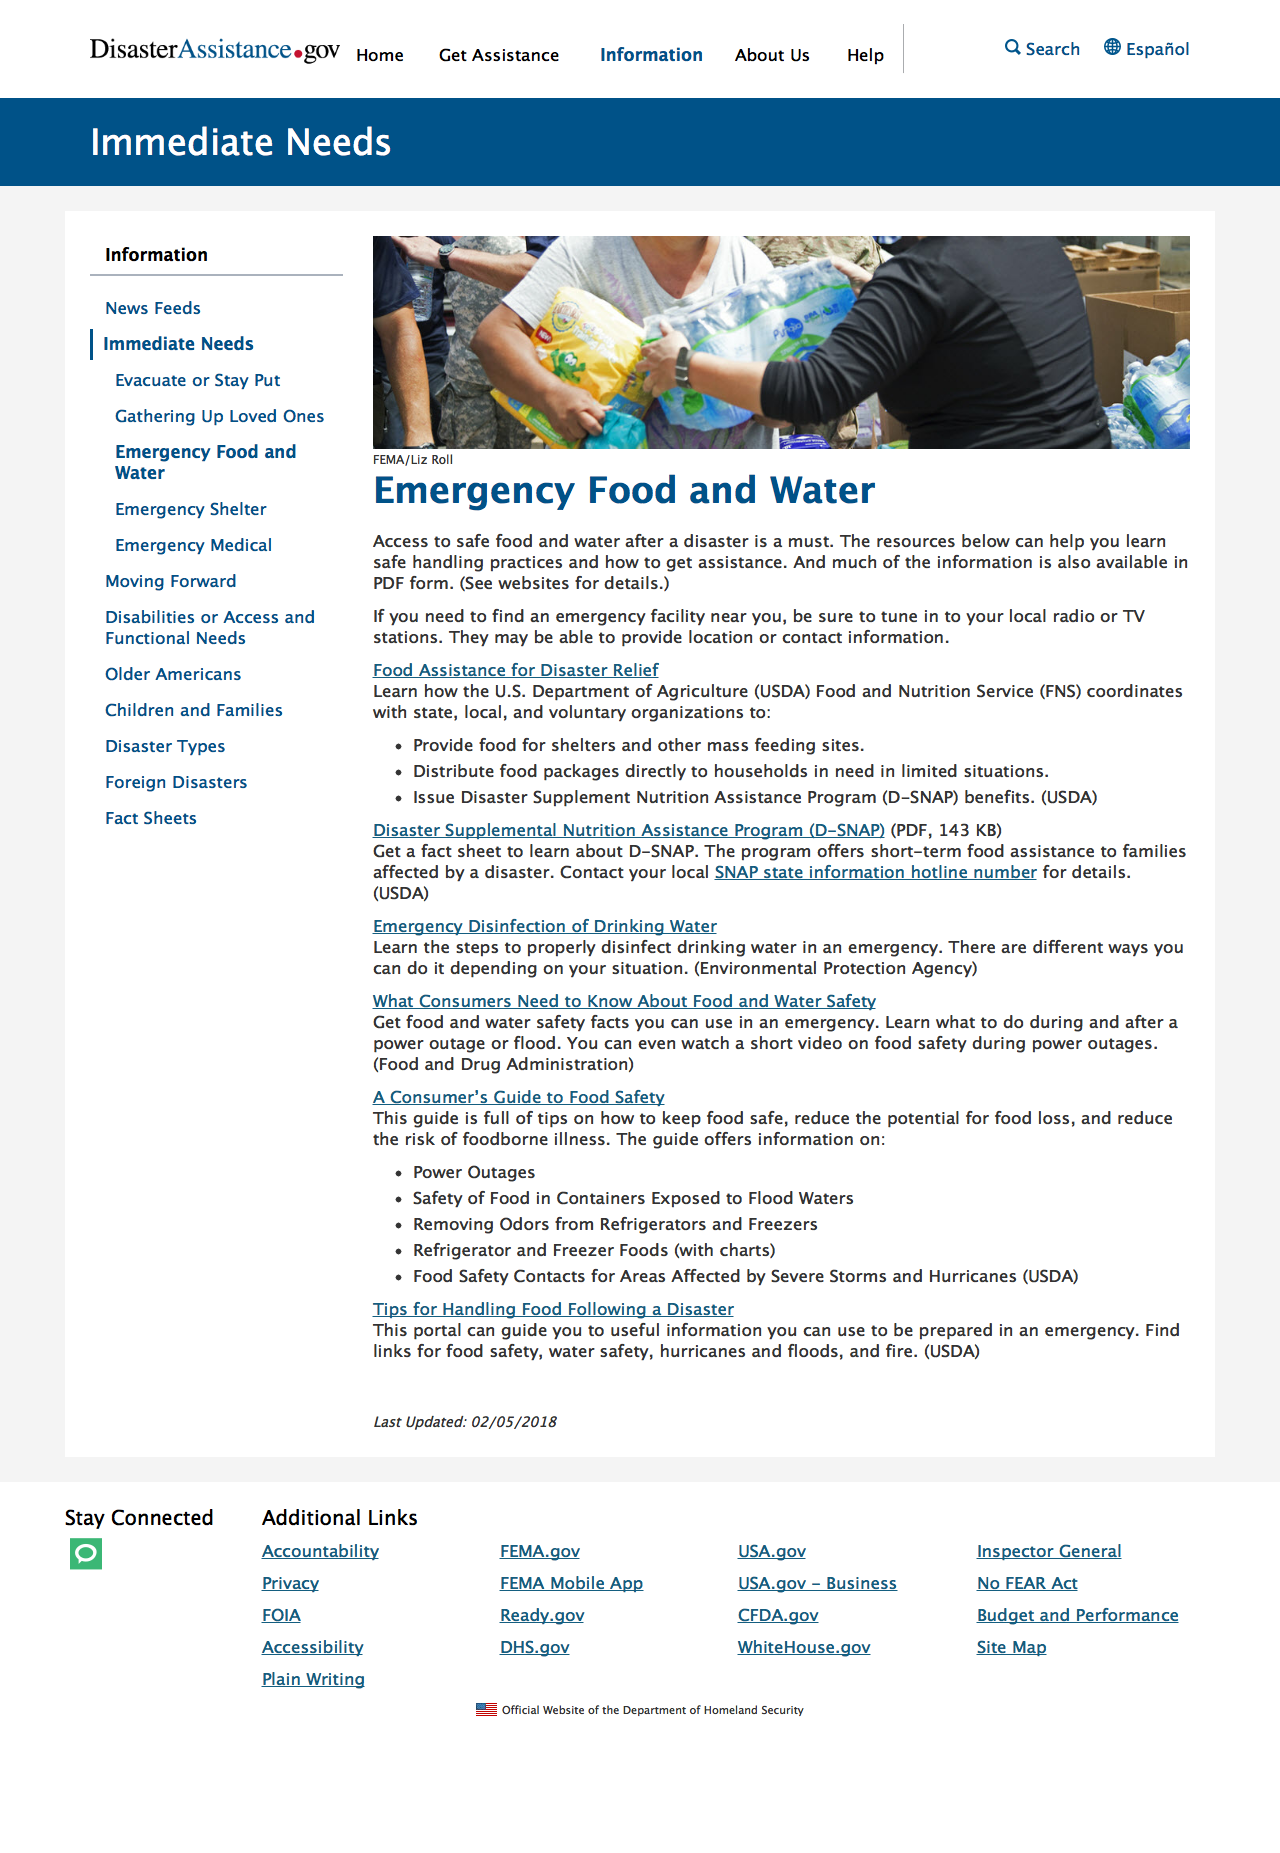 DisasterAssistance.gov
Home
Get Assistance
Information
About Us
Help
Search
Español
Immediate Needs
Information
News Feeds
Immediate Needs
Evacuate or Stay Put
Gathering Up Loved Ones
Emergency Food and
Water
Emergency Shelter
Emergency Medical
Moving Forward
Disabilities or Access and
Functional Needs
Older Americans
Children and Families
Disaster Types
Foreign Disasters
Fact Sheets
FEMA/Liz Roll
Emergency Food and Water
Access to safe food and water after a disaster is a must. The resources below can help you learn
safe handling practices and how to get assistance. And much of the information is also available in
PDF form. (See websites for details.)
If you need to find an emergency facility near you, be sure to tune in to your local radio or TV
stations. They may be able to provide location or contact information.
Food Assistance for Disaster Relief
Learn how the U.S. Department of Agriculture (USDA) Food and Nutrition Service (FNS) coordinates
with state, local, and voluntary organizations to:
• Provide food for shelters and other mass feeding sites.
• Distribute food packages directly to households in need in limited situations.
• Issue Disaster Supplement Nutrition Assistance Program (D-SNAP) benefits. (USDA)
Disaster Supplemental Nutrition Assistance Program (D-SNAP) (PDF, 143 KB)
Get a fact sheet to learn about D-SNAP. The program offers short-term food assistance to families
affected by a disaster. Contact your local SNAP state information hotline number for details.
(USDA)
Emergency Disinfection of Drinking Water
Learn the steps to properly disinfect drinking water in an emergency. There are different ways you
can do it depending on your situation. (Environmental Protection Agency)
What Consumers Need to Know About Food and Water Safety
Get food and water safety facts you can use in an emergency. Learn what to do during and after a
power outage or flood. You can even watch a short video on food safety during power outages.
(Food and Drug Administration)
A Consumer's Guide to Food Safety
This guide is full of tips on how to keep food safe, reduce the potential for food loss, and reduce
the risk of foodborne illness. The guide offers information on:
• Power Outages
• Safety of Food in Containers Exposed to Flood Waters
• Removing Odors from Refrigerators and Freezers
• Refrigerator and Freezer Foods (with charts)
• Food Safety Contacts for Areas Affected by Severe Storms and Hurricanes (USDA)
Tips for Handling Food Following a Disaster
This portal can guide you to useful information you can use to be prepared in an emergency. Find
links for food safety, water safety, hurricanes and floods, and fire. (USDA)
Last Updated: 02/05/2018
Stay Connected
Additional Links
Accountability
Privacy
FOIA
Accessibility
Plain Writing
FEMA.gov
FEMA Mobile App
Ready.gov
DHS.gov
USA.gov
USA.gov - Business
CFDA.gov
WhiteHouse.gov
Inspector General
No FEAR Act
Budget and Performance
Site Map
Official Website of the Department of Homeland Security